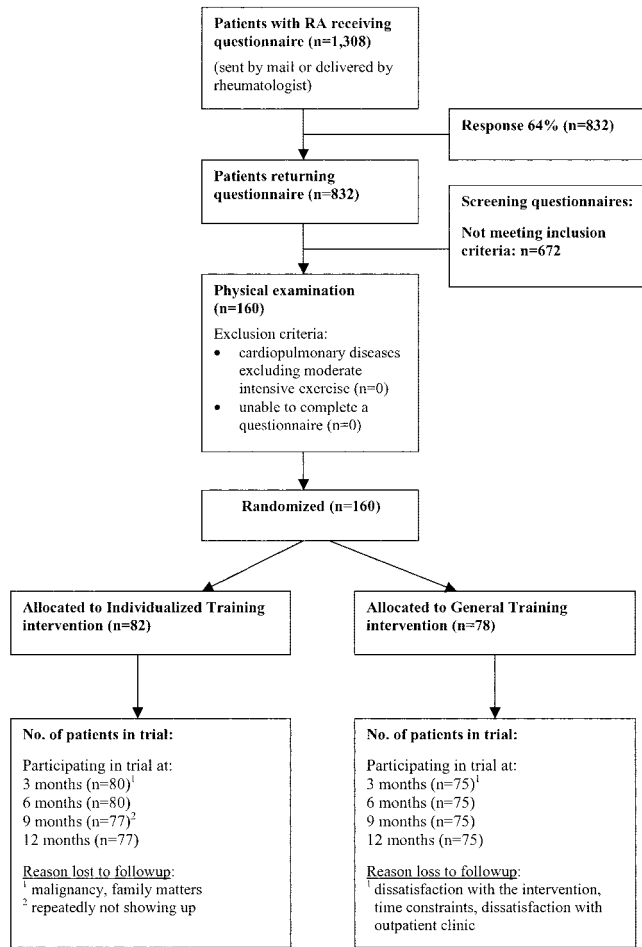 Patients with RA receiving
questionnaire (n=1,308)
(sent by mail or delivered by
rheumatologist)
Response 64% (n=832)
Patients returning
questionnaire (n=832)
Screening questionnaires:
Not meeting inclusion
criteria: n=672
Physical examination
(n=160)
Exclusion criteria:
• cardiopulmonary diseases
excluding moderate
intensive exercise (n=0)
• unable to complete a
questionnaire (n=0)
Randomized (n=160)
Allocated to Individualized Training
intervention (n=82)
Allocated to General Training
intervention (n=78)
No. of patients in trial:
Participating in trial at:
3 months (n=80)¹
6 months (n=80)
9 months (n=77)²
12 months (n=77)
Reason lost to followup:
¹ malignancy, family matters
² repeatedly not showing up
No. of patients in trial:
Participating in trial at:
3 months (n=75)¹
6 months (n=75)
9 months (n=75)
12 months (n=75)
Reason loss to followup:
¹ dissatisfaction with the intervention,
time constraints, dissatisfaction with
outpatient clinic